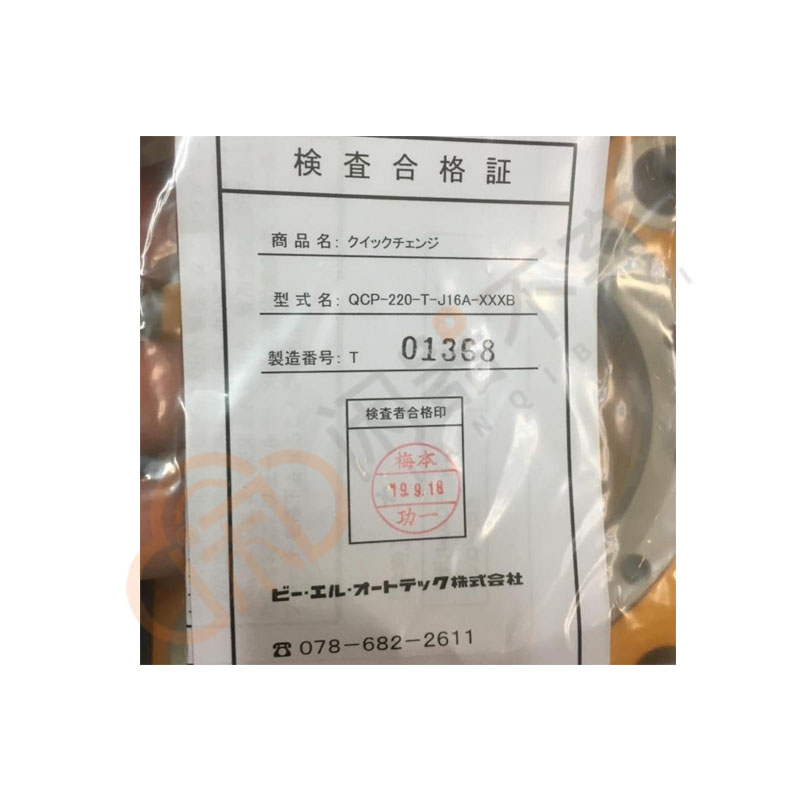 検査合格証
商品名: クイックチェンジ
型式名: QCP-220-T-J16A-XXXB
製造番号: T 01368
検査者合格印
梅本
19.9.18
功一
ビー・エル・オートテック株式会社
☎ 078-682-2611